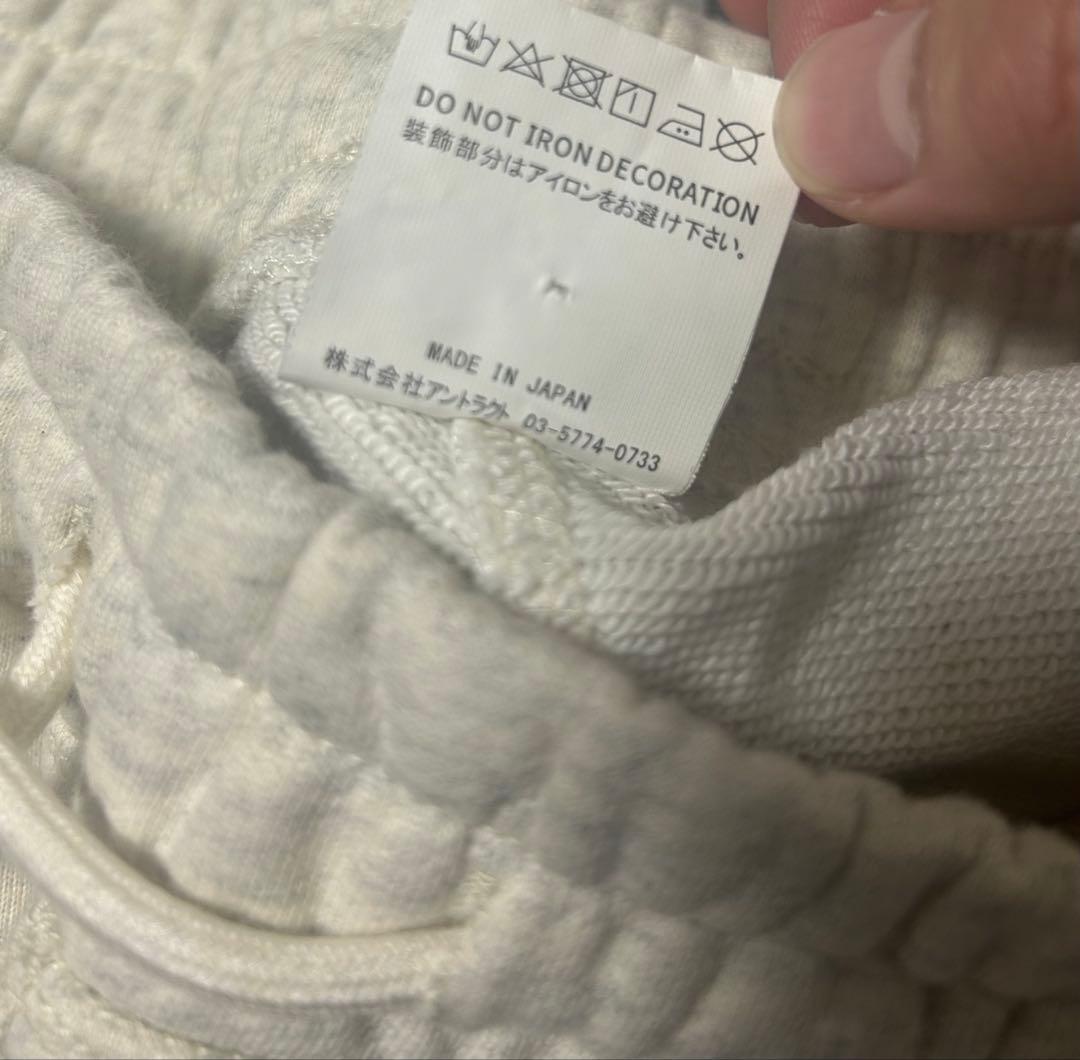 DO NOT IRON DECORATION
装飾部分はアイロンをお避け下さい。
MADE IN JAPAN
株式会社アントラクト 03-5774-0733